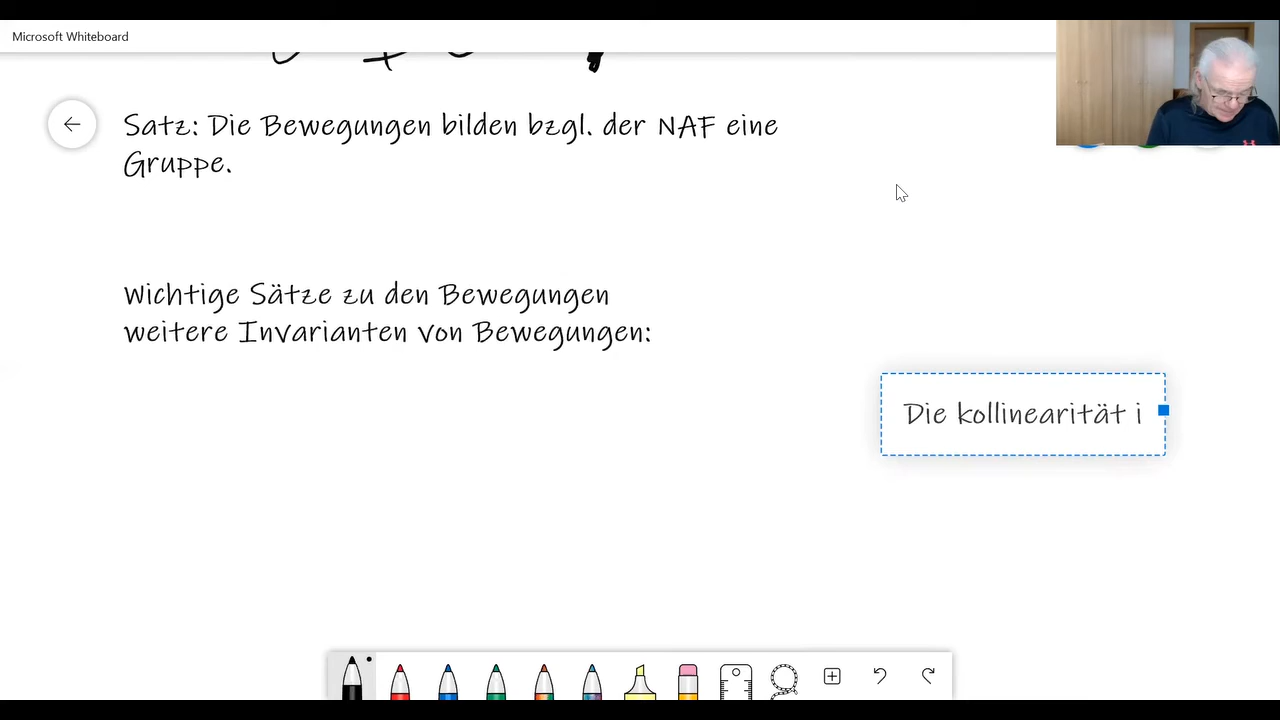 Microsoft Whiteboard
Satz: Die Bewegungen bilden bzgl. der NAF eine
Gruppe.
Wichtige Sätze zu den Bewegungen
weitere Invarianten von Bewegungen:
Die kollinearität i